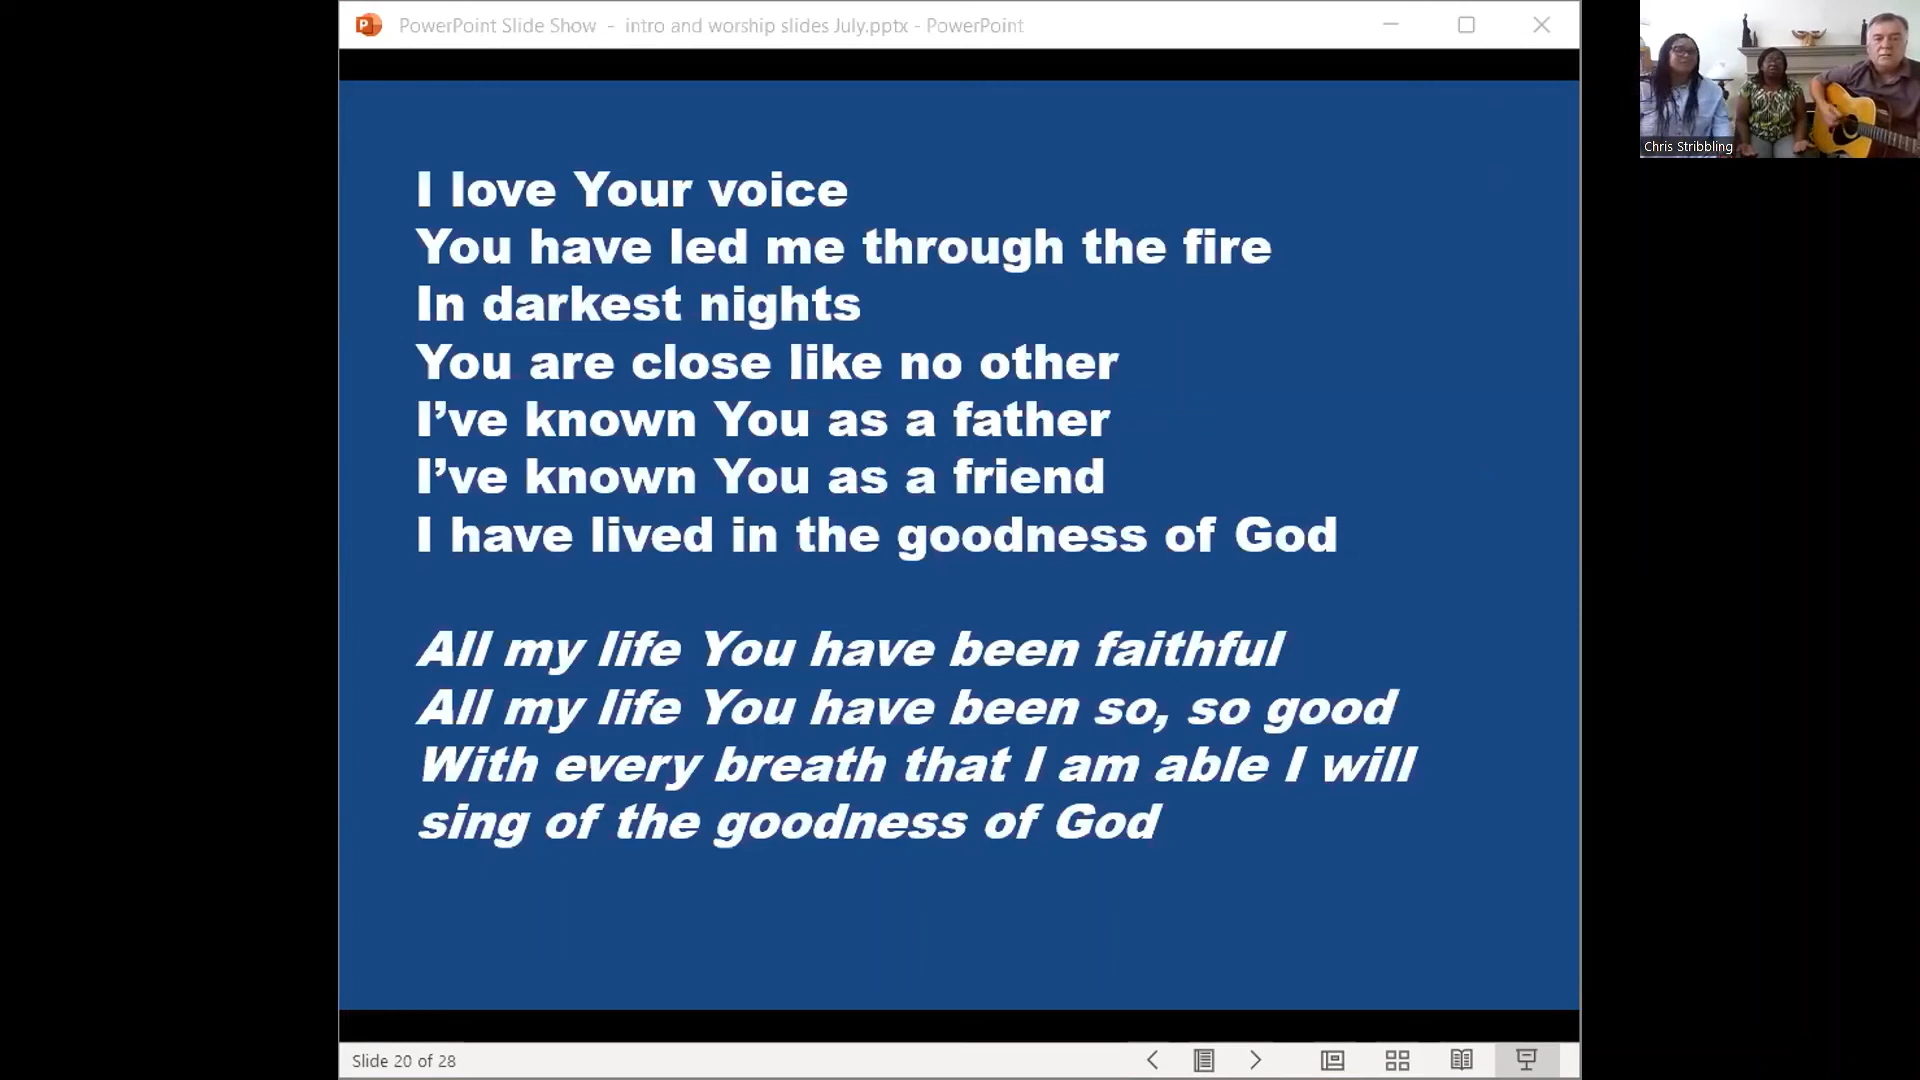 PowerPoint Slide Show - intro and worship slides July.pptx - PowerPoint
Chris Stribbling
I love Your voice
You have led me through the fire
In darkest nights
You are close like no other
I’ve known You as a father
I’ve known You as a friend
I have lived in the goodness of God
All my life You have been faithful
All my life You have been so, so good
With every breath that I am able I will
sing of the goodness of God
Slide 20 of 28